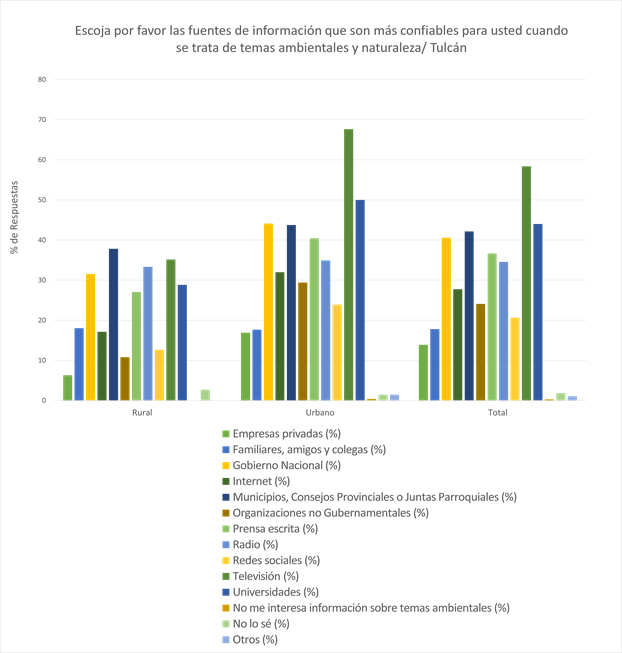 Escoja por favor las fuentes de información que son más confiables para usted cuando
se trata de temas ambientales y naturaleza/ Tulcán
% de Respuestas
80
70
60
50
40
30
20
10
0
Rural
Urbano
Total
Empresas privadas (%)
Familiares, amigos y colegas (%)
Gobierno Nacional (%)
Internet (%)
Municipios, Consejos Provinciales o Juntas Parroquiales (%)
Organizaciones no Gubernamentales (%)
Prensa escrita (%)
Radio (%)
Redes sociales (%)
Televisión (%)
Universidades (%)
No me interesa información sobre temas ambientales (%)
No lo sé (%)
Otros (%)